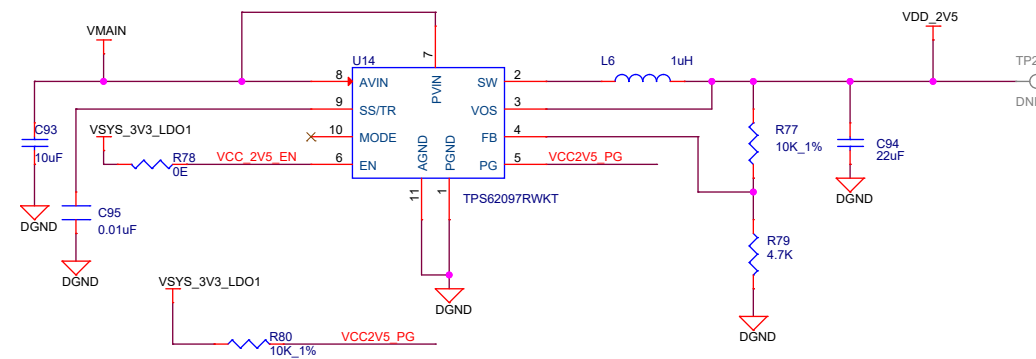 VMAIN
VDD_2V5
U14
7
L6 1uH
TP2
8 AVIN PVIN SW 2
9 SS/TR VOS 3
DN
C93
10uF
VSYS_3V3_LDO1
10 MODE FB 4
R77
10K_1%
C94
22uF
R78
0E
VCC_2V5_EN
6 EN AGND PGND PG 5 VCC2V5_PG
11 1
TPS62097RWKT
DGND
C95
0.01uF
DGND
R79
4.7K
DGND
VSYS_3V3_LDO1
DGND
DGND
R80
10K_1%
VCC2V5_PG